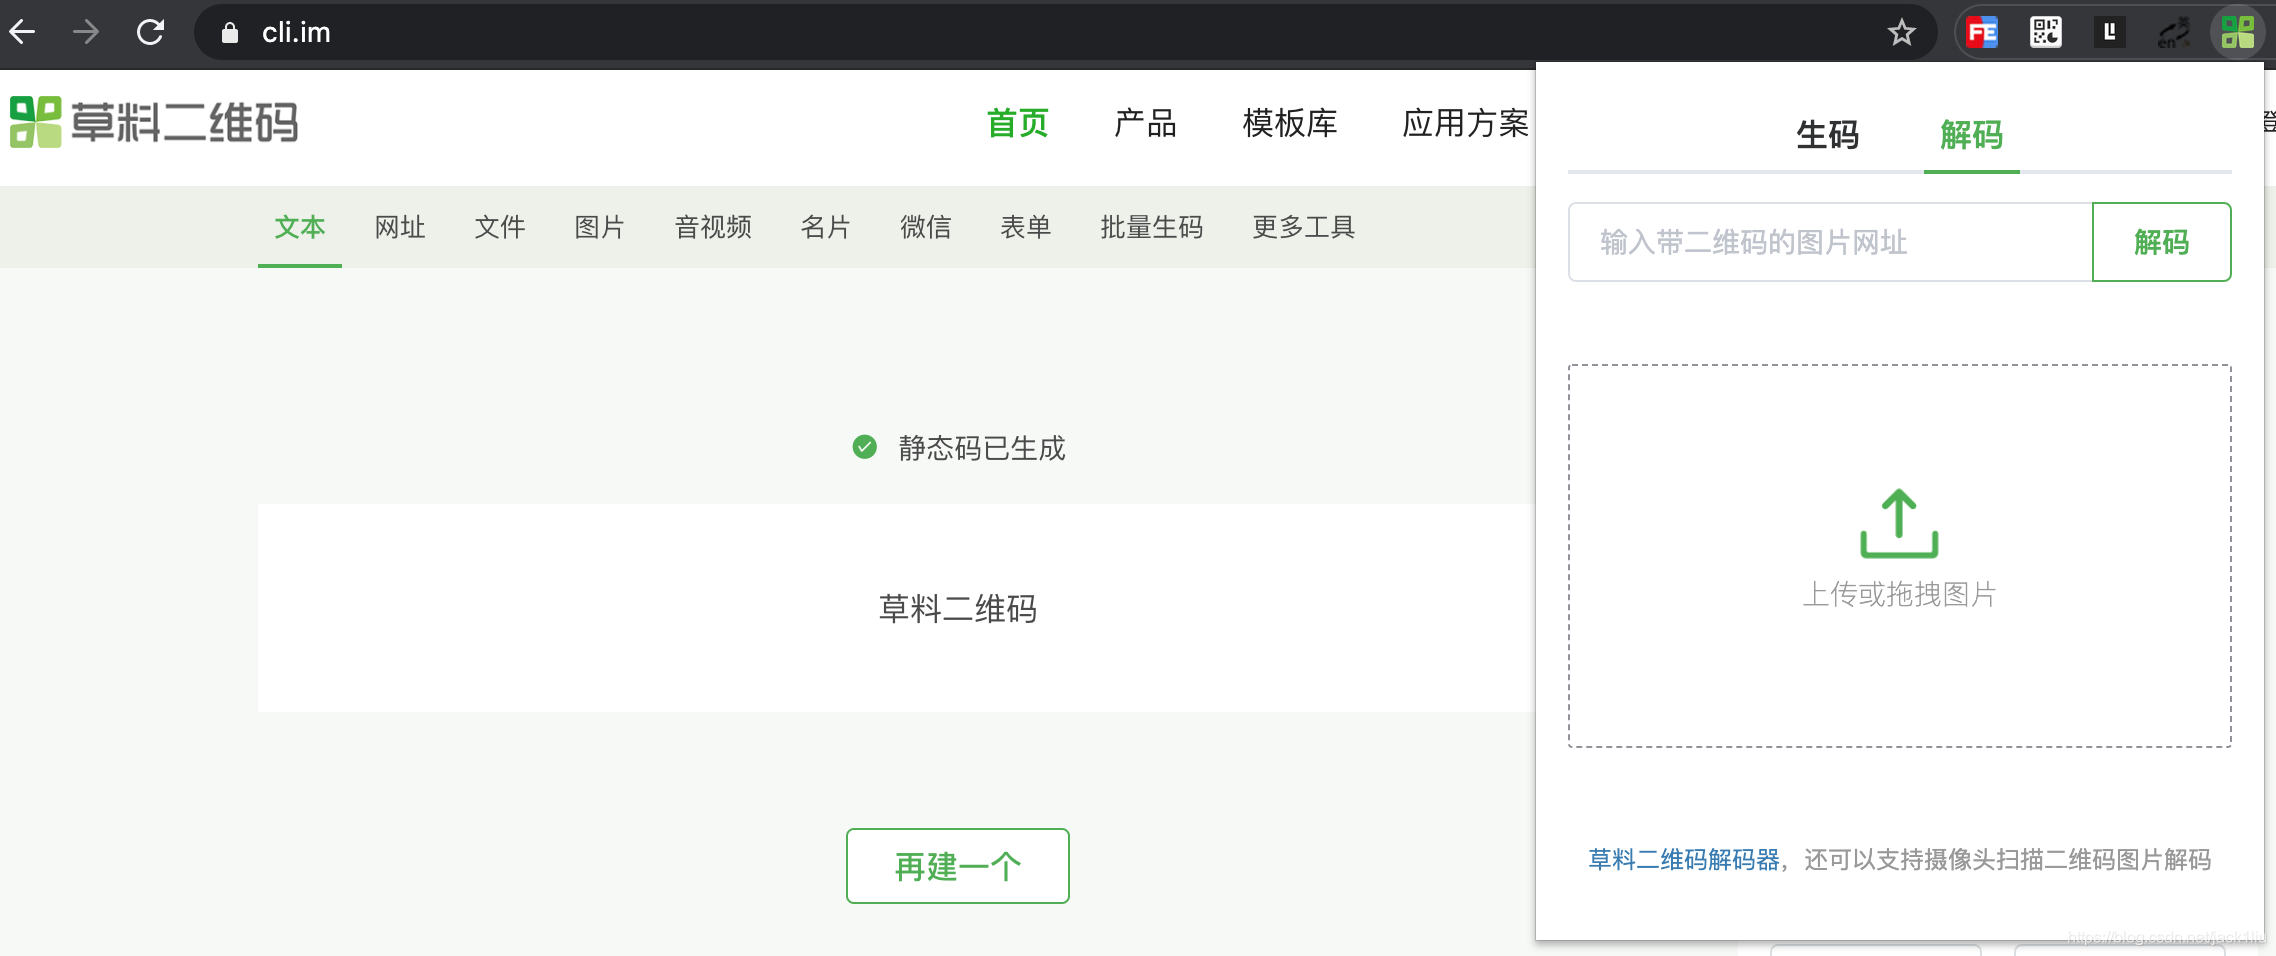 cli.im
FE
en
草料二维码
首页 产品 模板库 应用方案
生码 解码
文本 网址 文件 图片 音视频 名片 微信 表单 批量生码 更多工具
输入带二维码的图片网址 解码
静态码已生成
草料二维码
上传或拖拽图片
再建一个
草料二维码解码器，还可以支持摄像头扫描二维码图片解码